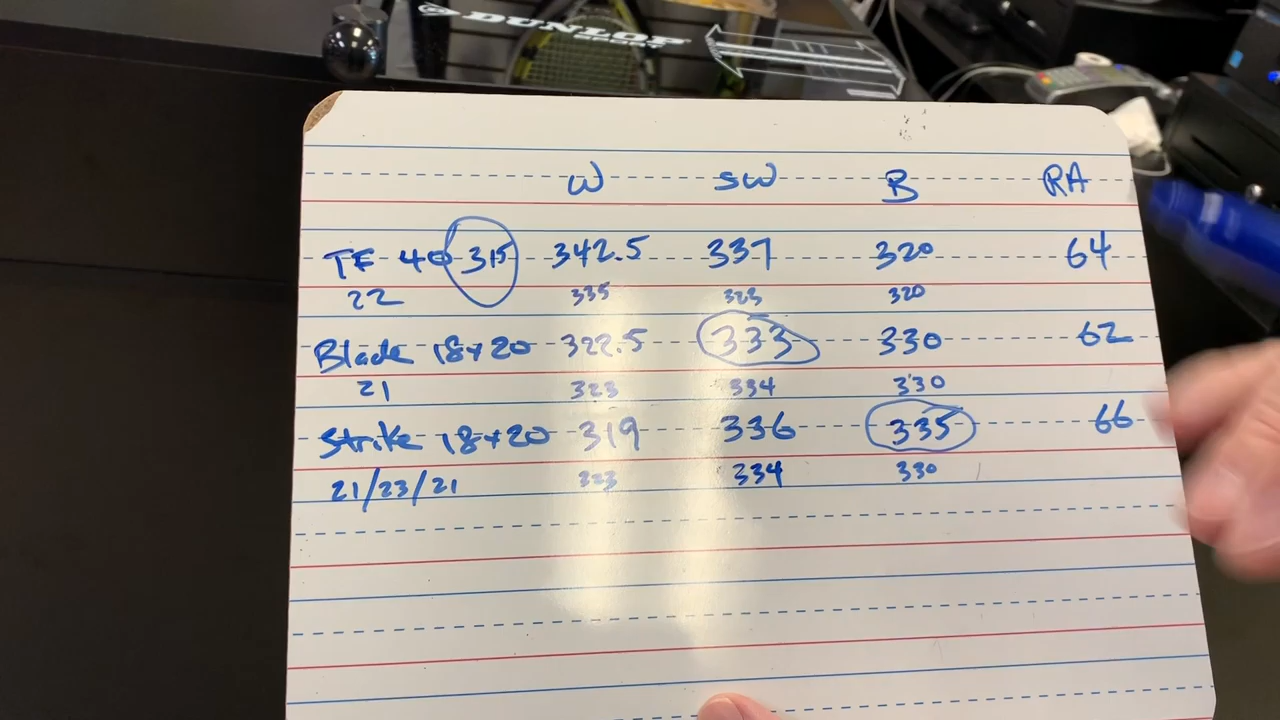 DUNLOP
SPORT
W SW B RA
TF 40 315 342.5 337 320 64
22 335 323 320
Blade 18x20 322.5 333 330 62
21 323 334 330
Strike 18x20 319 336 335 66
21/23/21 323 334 330